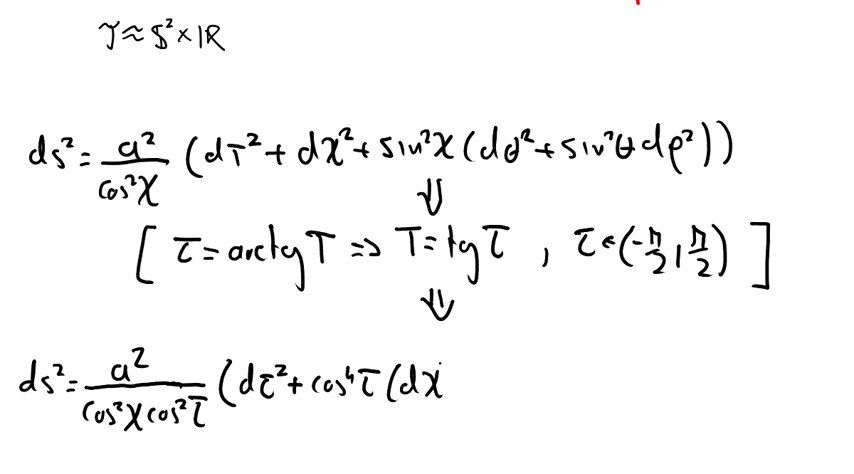 𝒥 ≈ S² × ℝ
ds² = a²/cos²χ (dT² + dχ² + sin²χ (dθ² + sin²θ dφ²))
⇓
[ τ = arctg T => T = tg τ , τ ∈ (-π/2, π/2) ]
⇓
ds² = a²/cos²χ cos²τ (dτ² + cos⁴τ (dχ